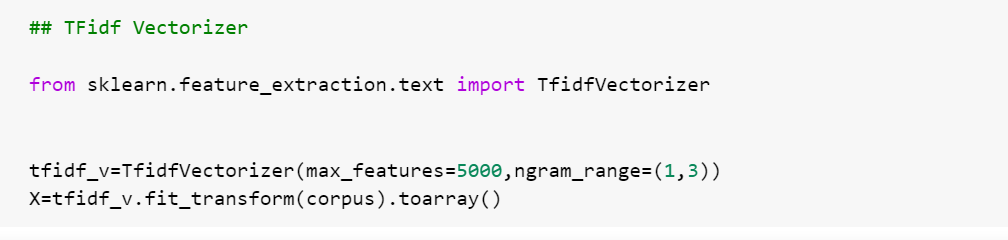 ## TFidf Vectorizer
from sklearn.feature_extraction.text import TfidfVectorizer
tfidf_v=TfidfVectorizer(max_features=5000,ngram_range=(1,3))
X=tfidf_v.fit_transform(corpus).toarray()